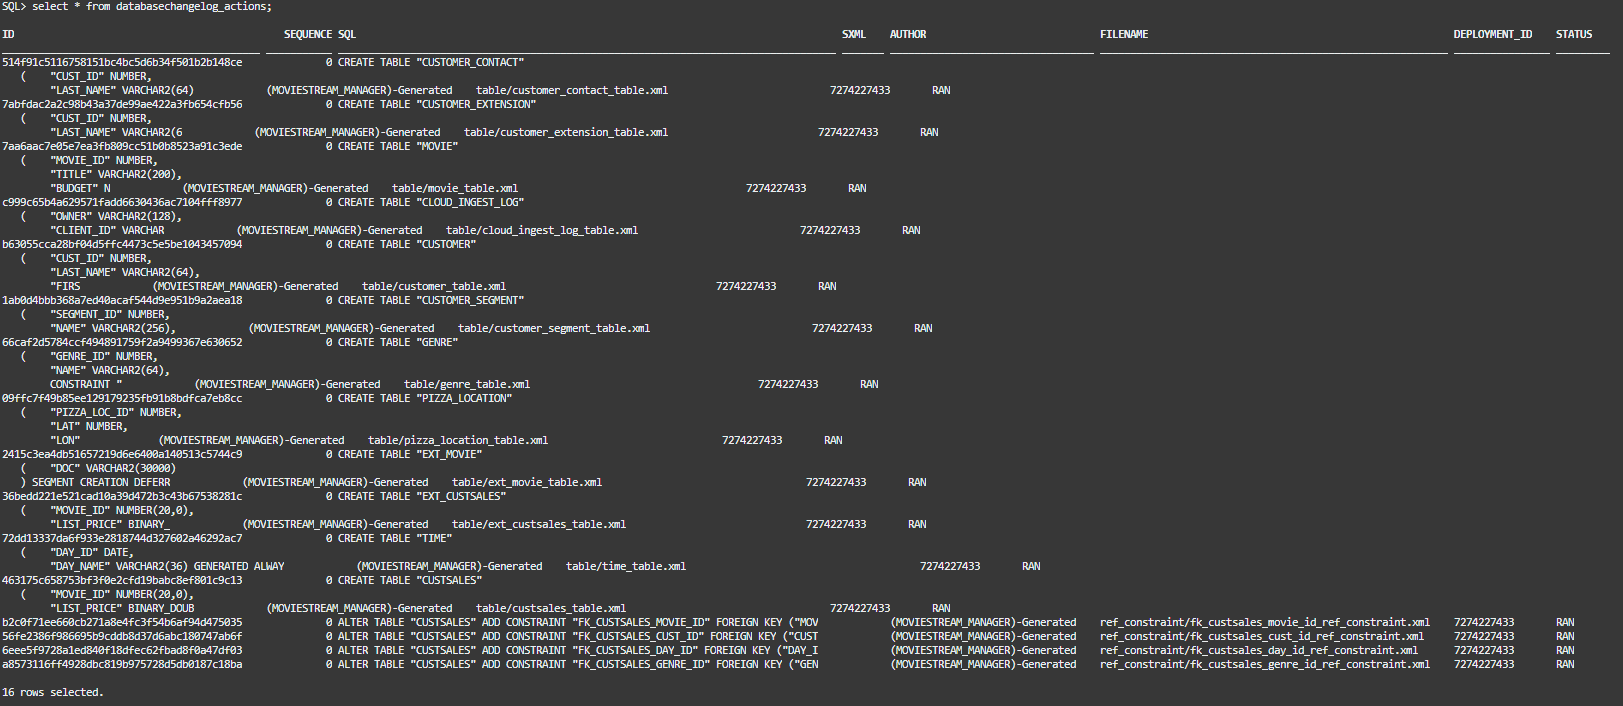 SQL> select * from databasechangelog_actions;
ID SEQUENCE SQL SXML AUTHOR FILENAME DEPLOYMENT_ID STATUS
514f91c5116758151bc4bc5d6b34f501b2b148ce 0 CREATE TABLE "CUSTOMER_CONTACT"
( "CUST_ID" NUMBER,
"LAST_NAME" VARCHAR2(64) (MOVIESTREAM_MANAGER)-Generated table/customer_contact_table.xml 7274227433 RAN
7abfdac2a2c98b43a37de99ae422a3fb654cfb56 0 CREATE TABLE "CUSTOMER_EXTENSION"
( "CUST_ID" NUMBER,
"LAST_NAME" VARCHAR2(6 (MOVIESTREAM_MANAGER)-Generated table/customer_extension_table.xml 7274227433 RAN
7aa6aac7e05e7ea3fb809cc51b0b8523a91c3ede 0 CREATE TABLE "MOVIE"
( "MOVIE_ID" NUMBER,
"TITLE" VARCHAR2(200),
"BUDGET" N (MOVIESTREAM_MANAGER)-Generated table/movie_table.xml 7274227433 RAN
c999c65b4a629571fadd6630436ac7104fff8977 0 CREATE TABLE "CLOUD_INGEST_LOG"
( "OWNER" VARCHAR2(128),
"CLIENT_ID" VARCHAR (MOVIESTREAM_MANAGER)-Generated table/cloud_ingest_log_table.xml 7274227433 RAN
b63055cca28bf04d5ffc4473c5e5be1043457094 0 CREATE TABLE "CUSTOMER"
( "CUST_ID" NUMBER,
"LAST_NAME" VARCHAR2(64),
"FIRS (MOVIESTREAM_MANAGER)-Generated table/customer_table.xml 7274227433 RAN
1ab0d4bbb368a7ed40acaf544d9e951b9a2aea18 0 CREATE TABLE "CUSTOMER_SEGMENT"
( "SEGMENT_ID" NUMBER,
"NAME" VARCHAR2(256), (MOVIESTREAM_MANAGER)-Generated table/customer_segment_table.xml 7274227433 RAN
66caf2d5784ccf494891759f2a9499367e630652 0 CREATE TABLE "GENRE"
( "GENRE_ID" NUMBER,
"NAME" VARCHAR2(64),
CONSTRAINT " (MOVIESTREAM_MANAGER)-Generated table/genre_table.xml 7274227433 RAN
09ffc7f49b85ee129179235fb91b8bdfca7eb8cc 0 CREATE TABLE "PIZZA_LOCATION"
( "PIZZA_LOC_ID" NUMBER,
"LAT" NUMBER,
"LON" (MOVIESTREAM_MANAGER)-Generated table/pizza_location_table.xml 7274227433 RAN
2415c3ea4db51657219d6e6400a140513c5744c9 0 CREATE TABLE "EXT_MOVIE"
( "DOC" VARCHAR2(30000)
) SEGMENT CREATION DEFERR (MOVIESTREAM_MANAGER)-Generated table/ext_movie_table.xml 7274227433 RAN
36bedd221e521cad10a39d472b3c43b67538281c 0 CREATE TABLE "EXT_CUSTSALES"
( "MOVIE_ID" NUMBER(20,0),
"LIST_PRICE" BINARY_ (MOVIESTREAM_MANAGER)-Generated table/ext_custsales_table.xml 7274227433 RAN
72dd13337da6f933e2818744d327602a46292ac7 0 CREATE TABLE "TIME"
( "DAY_ID" DATE,
"DAY_NAME" VARCHAR2(36) GENERATED ALWAY (MOVIESTREAM_MANAGER)-Generated table/time_table.xml 7274227433 RAN
463175c658753bf3f0e2cfd19babc8ef801c9c13 0 CREATE TABLE "CUSTSALES"
( "MOVIE_ID" NUMBER(20,0),
"LIST_PRICE" BINARY_DOUB (MOVIESTREAM_MANAGER)-Generated table/custsales_table.xml 7274227433 RAN
b2c0f71ee660cb271a8e4fc3f54b6af94d475035 0 ALTER TABLE "CUSTSALES" ADD CONSTRAINT "FK_CUSTSALES_MOVIE_ID" FOREIGN KEY ("MOV (MOVIESTREAM_MANAGER)-Generated ref_constraint/fk_custsales_movie_id_ref_constraint.xml 7274227433 RAN
56fe2386f986695b9cddb8d37d6abc180747ab6f 0 ALTER TABLE "CUSTSALES" ADD CONSTRAINT "FK_CUSTSALES_CUST_ID" FOREIGN KEY ("CUST (MOVIESTREAM_MANAGER)-Generated ref_constraint/fk_custsales_cust_id_ref_constraint.xml 7274227433 RAN
6eee5f9728a1ed840f18dfec62fbad8f0a47df03 0 ALTER TABLE "CUSTSALES" ADD CONSTRAINT "FK_CUSTSALES_DAY_ID" FOREIGN KEY ("DAY_I (MOVIESTREAM_MANAGER)-Generated ref_constraint/fk_custsales_day_id_ref_constraint.xml 7274227433 RAN
a8573116ff4928dbc819b975728d5db0187c18ba 0 ALTER TABLE "CUSTSALES" ADD CONSTRAINT "FK_CUSTSALES_GENRE_ID" FOREIGN KEY ("GEN (MOVIESTREAM_MANAGER)-Generated ref_constraint/fk_custsales_genre_id_ref_constraint.xml 7274227433 RAN
16 rows selected.